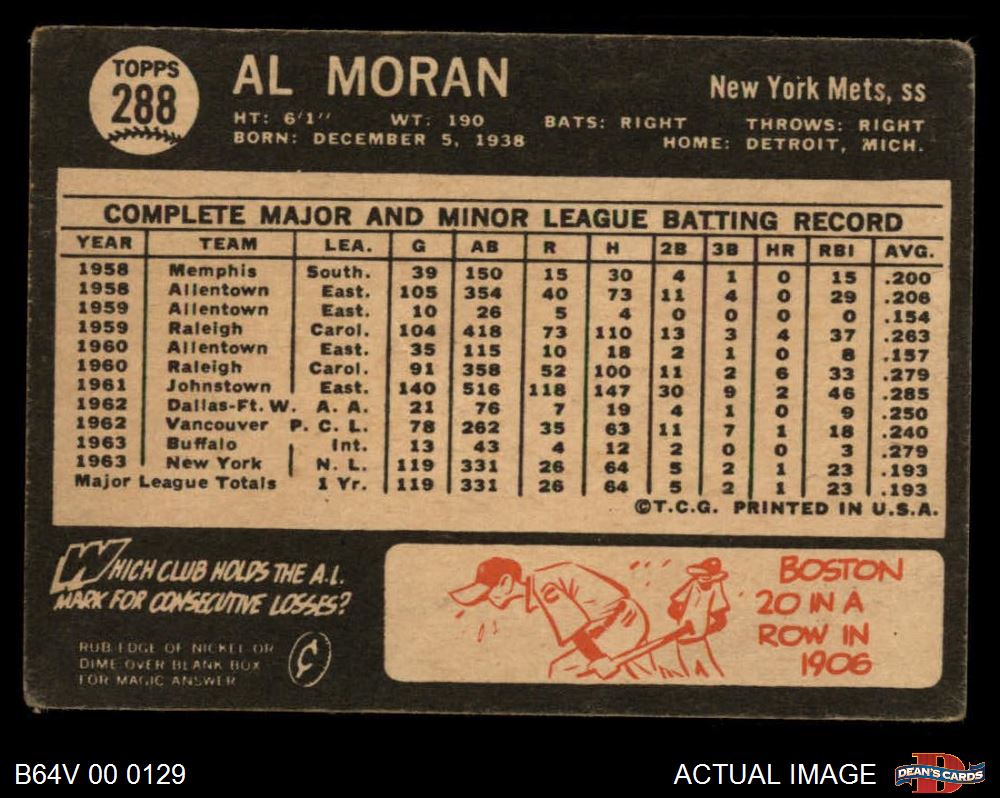 TOPPS
288
AL MORAN
New York Mets, ss
HT: 6'1" WT: 190 BATS: RIGHT THROWS: RIGHT
BORN: DECEMBER 5, 1938 HOME: DETROIT, MICH.
COMPLETE MAJOR AND MINOR LEAGUE BATTING RECORD
YEAR TEAM LEA. G AB R H 2B 3B HR RBI AVG.
1958 Memphis South. 39 150 15 30 4 1 0 15 .200
1958 Allentown East. 105 354 40 73 11 4 0 29 .206
1959 Allentown East. 10 26 5 4 0 0 0 0 .154
1959 Raleigh Carol. 104 418 73 110 13 3 4 37 .263
1960 Allentown East. 35 115 10 18 2 1 0 8 .157
1960 Raleigh Carol. 91 358 52 100 11 2 6 33 .279
1961 Johnstown East. 140 516 118 147 30 9 2 46 .285
1962 Dallas-Ft. W. A. A. 21 76 7 19 4 1 0 9 .250
1962 Vancouver P. C. L. 78 262 35 63 11 7 1 18 .240
1963 Buffalo Int. 13 43 4 12 2 0 0 3 .279
1963 New York N. L. 119 331 26 64 5 2 1 23 .193
Major League Totals 1 Yr. 119 331 26 64 5 2 1 23 .193
©T.C.G. PRINTED IN U.S.A.
WHICH CLUB HOLDS THE A.L.
MARK FOR CONSECUTIVE LOSSES?
RUB EDGE OF NICKEL OR
DIME OVER BLANK BOX
FOR MAGIC ANSWER
¢
BOSTON
20 IN A
ROW IN
1906
B64V 00 0129
ACTUAL IMAGE
DEAN'S CARDS